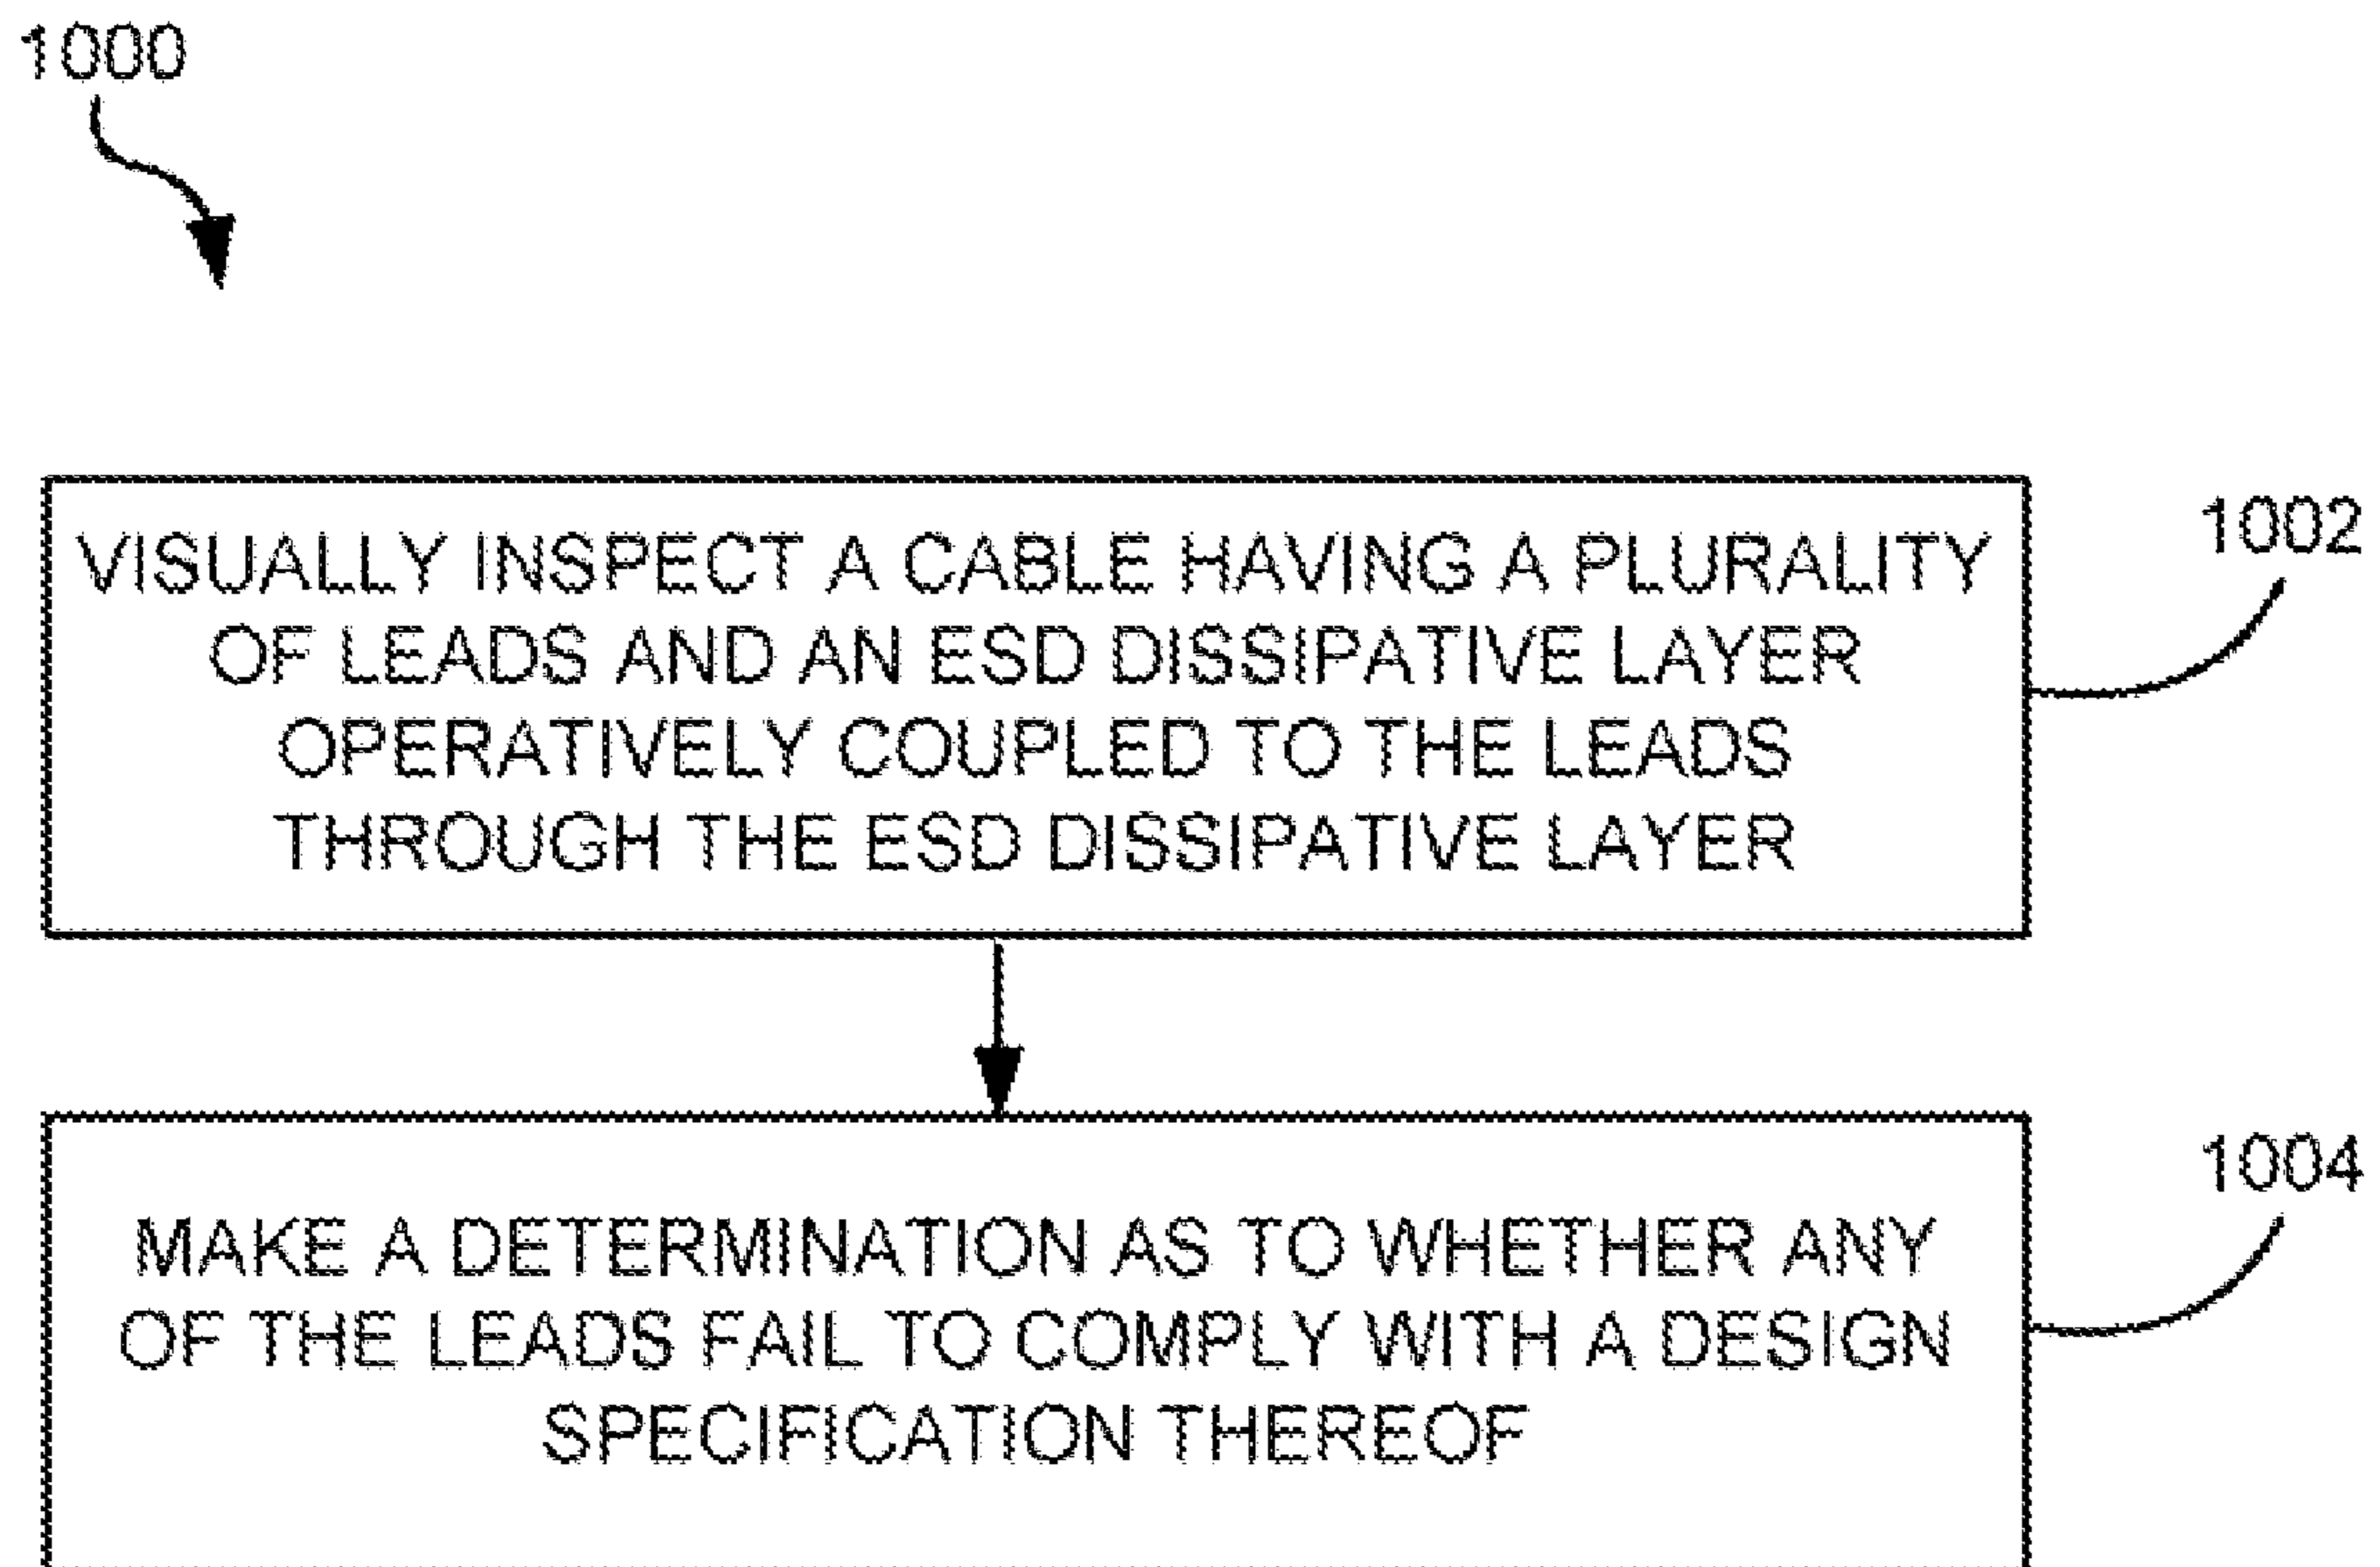 1000
VISUALLY INSPECT A CABLE HAVING A PLURALITY
OF LEADS AND AN ESD DISSIPATIVE LAYER
OPERATIVELY COUPLED TO THE LEADS
THROUGH THE ESD DISSIPATIVE LAYER
1002
MAKE A DETERMINATION AS TO WHETHER ANY
OF THE LEADS FAIL TO COMPLY WITH A DESIGN
SPECIFICATION THEREOF
1004